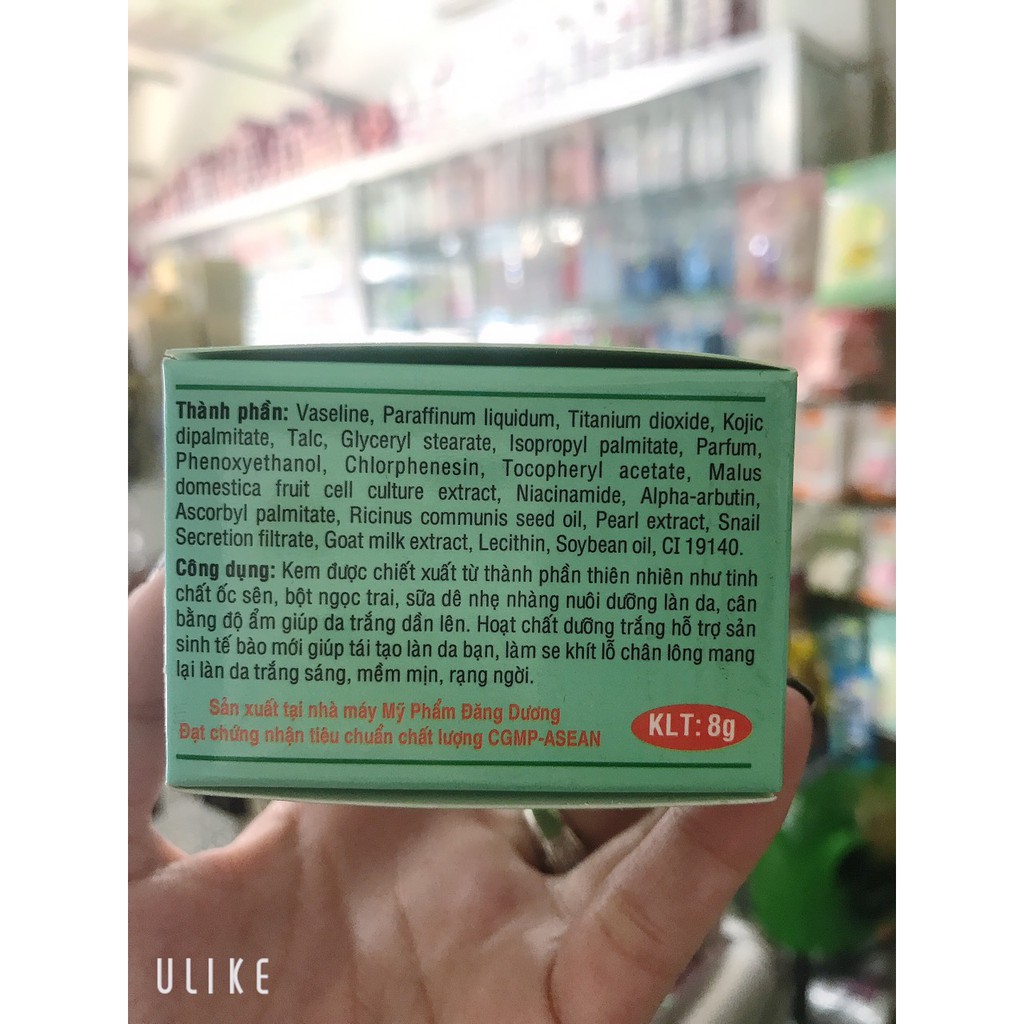 Thành phần: Vaseline, Paraffinum liquidum, Titanium dioxide, Kojic
dipalmitate, Talc, Glyceryl stearate, Isopropyl palmitate, Parfum,
Phenoxyethanol, Chlorphenesin, Tocopheryl acetate, Malus
domestica fruit cell culture extract, Niacinamide, Alpha-arbutin,
Ascorbyl palmitate, Ricinus communis seed oil, Pearl extract, Snail
Secretion filtrate, Goat milk extract, Lecithin, Soybean oil, CI 19140.
Công dụng: Kem được chiết xuất từ thành phần thiên nhiên như tinh
chất ốc sên, bột ngọc trai, sữa dê nhẹ nhàng nuôi dưỡng làn da, cân
bằng độ ẩm giúp da trắng dần lên. Hoạt chất dưỡng trắng hỗ trợ sản
sinh tế bào mới giúp tái tạo làn da bạn, làm se khít lỗ chân lông mang
lại làn da trắng sáng, mềm mịn, rạng ngời.
Sản xuất tại nhà máy Mỹ Phẩm Đăng Dương
Đạt chứng nhận tiêu chuẩn chất lượng CGMP-ASEAN
KLT: 8g
ULIKE